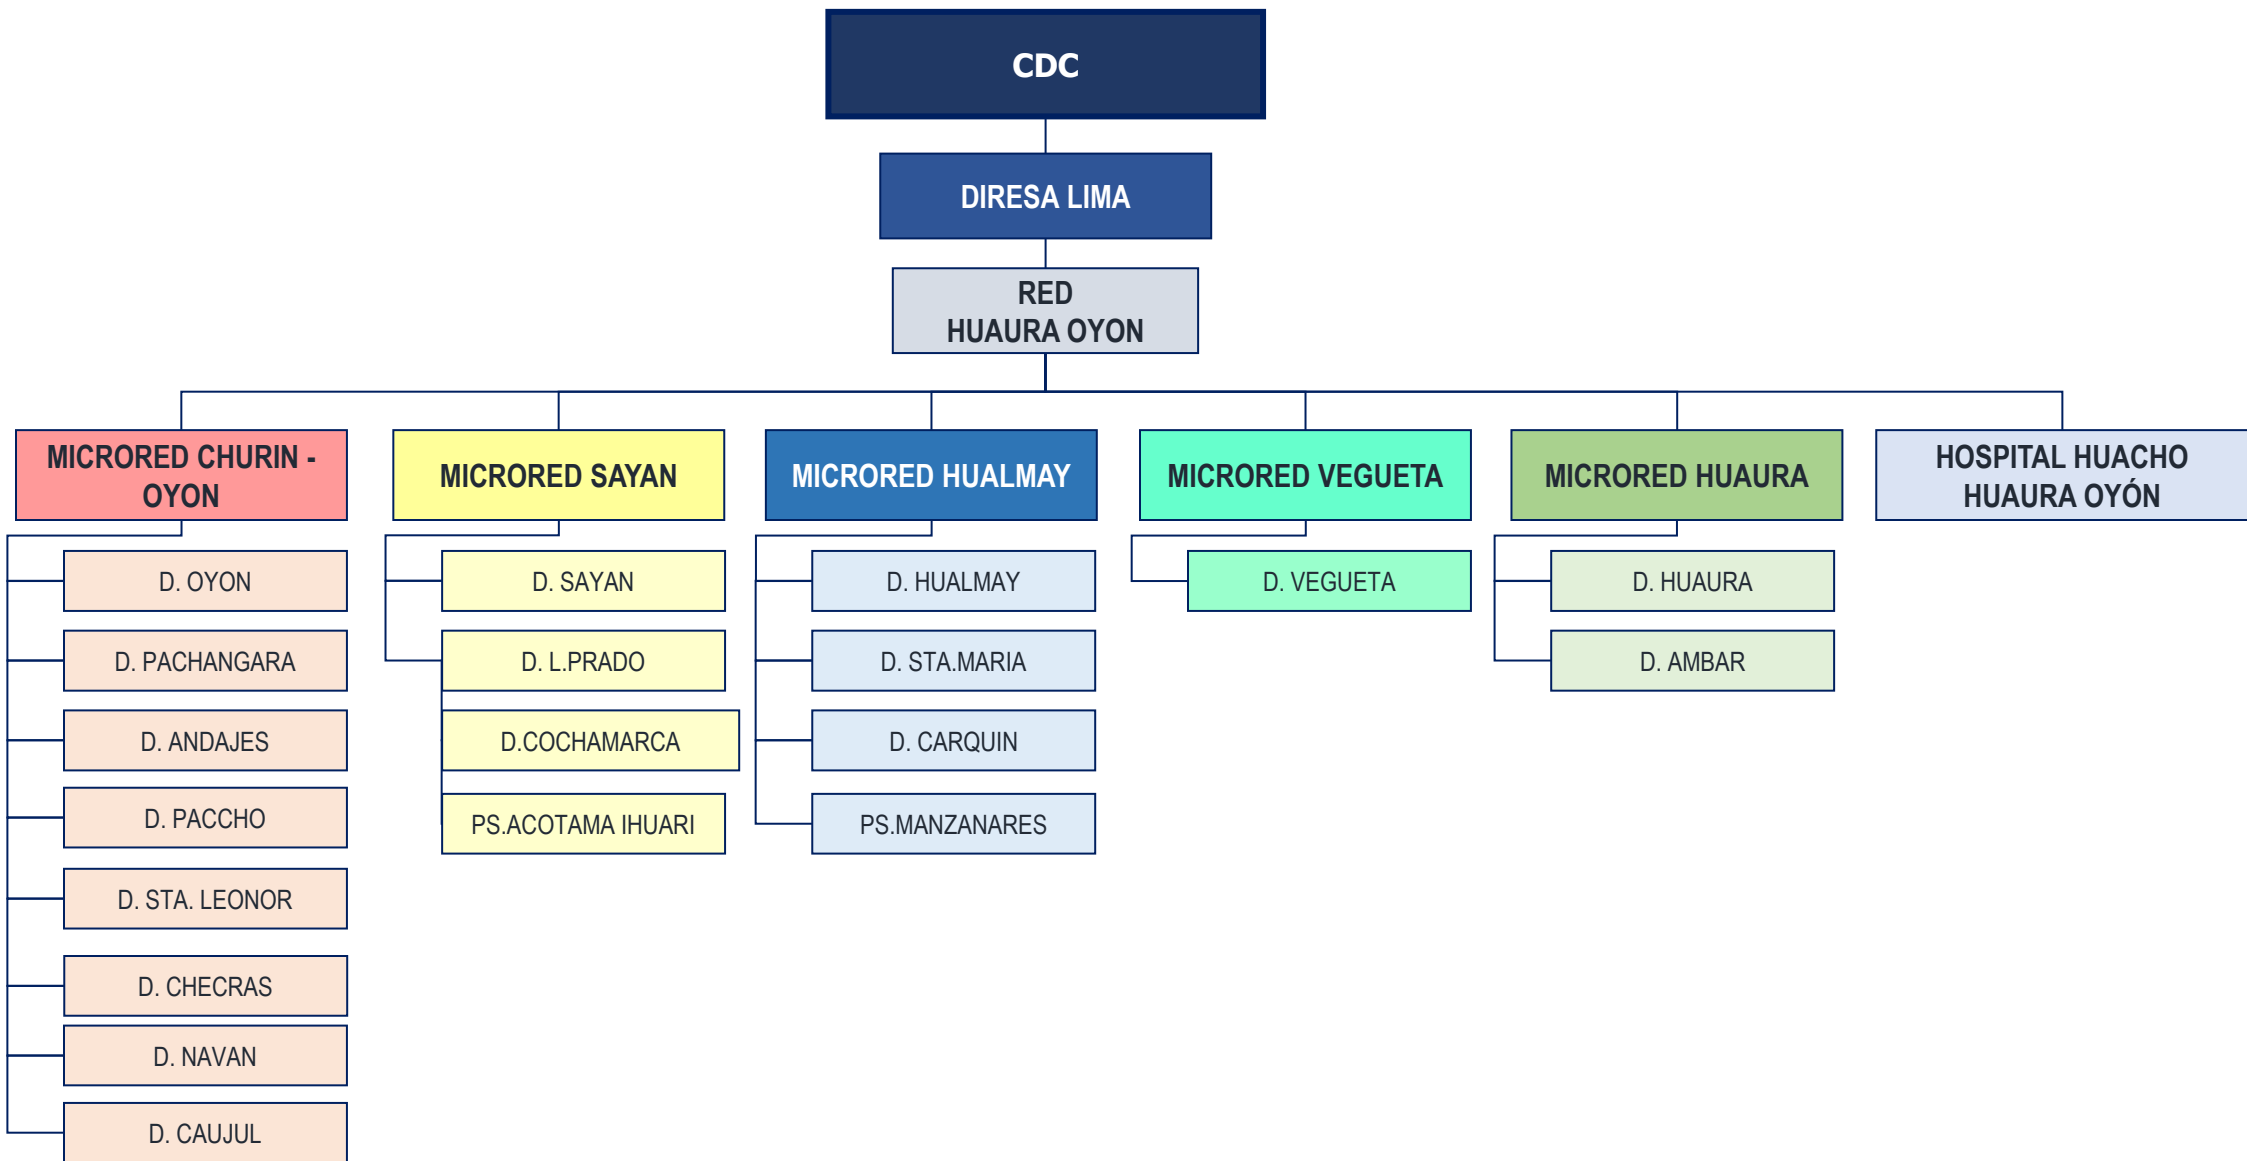 CDC
DIRESA LIMA
RED
HUAURA OYON
MICRORED CHURIN -
OYON
MICRORED SAYAN
MICRORED HUALMAY
MICRORED VEGUETA
MICRORED HUAURA
HOSPITAL HUACHO
HUAURA OYÓN
D. OYON
D. PACHANGARA
D. ANDAJES
D. PACCHO
D. STA. LEONOR
D. CHECRAS
D. NAVAN
D. CAUJUL
D. SAYAN
D. L.PRADO
D.COCHAMARCA
PS.ACOTAMA IHUARI
D. HUALMAY
D. STA.MARIA
D. CARQUIN
PS.MANZANARES
D. VEGUETA
D. HUAURA
D. AMBAR